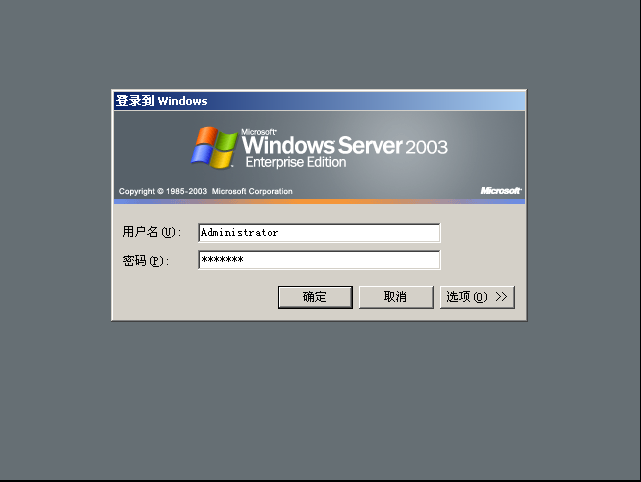 登录到 Windows
Microsoft®
Windows Server 2003
Enterprise Edition
Copyright © 1985-2003 Microsoft Corporation
Microsoft®
用户名(U): Administrator
密码(P): *******
确定 取消 选项(O) >>